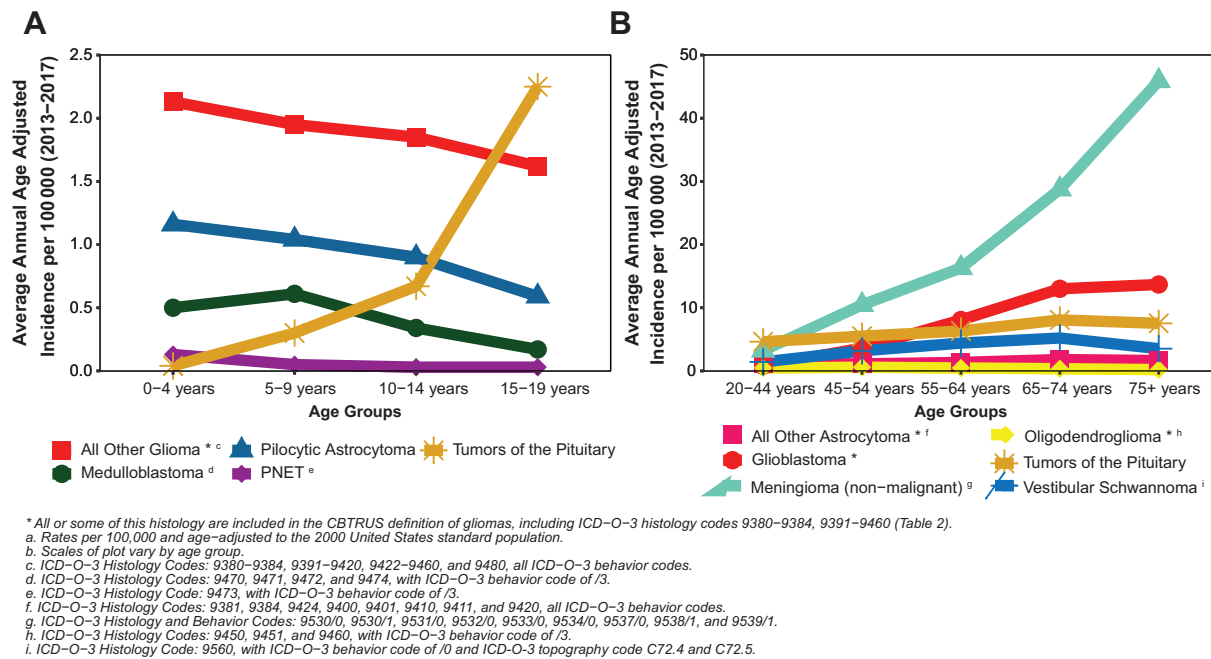 A
Average Annual Age Adjusted
Incidence per 100 000 (2013−2017)
2.5
2.0
1.5
1.0
0.5
0.0
0−4 years
5−9 years
10−14 years
15−19 years
Age Groups
All Other Glioma * c
Pilocytic Astrocytoma
Tumors of the Pituitary
Medulloblastoma d
PNET e
B
Average Annual Age Adjusted
Incidence per 100 000 (2013−2017)
50
40
30
20
10
0
20−44 years
45−54 years
55−64 years
65−74 years
75+ years
Age Groups
All Other Astrocytoma * f
Oligodendroglioma * h
Glioblastoma *
Tumors of the Pituitary
Meningioma (non−malignant) g
Vestibular Schwannoma i
* All or some of this histology are included in the CBTRUS definition of gliomas, including ICD−O−3 histology codes 9380−9384, 9391−9460 (Table 2).
a. Rates per 100,000 and age−adjusted to the 2000 United States standard population.
b. Scales of plot vary by age group.
c. ICD−O−3 Histology Codes: 9380−9384, 9391−9420, 9422−9460, and 9480, all ICD−O−3 behavior codes.
d. ICD−O−3 Histology Codes: 9470, 9471, 9472, and 9474, with ICD−O−3 behavior code of /3.
e. ICD−O−3 Histology Code: 9473, with ICD−O−3 behavior code of /3.
f. ICD−O−3 Histology Codes: 9381, 9384, 9424, 9400, 9401, 9410, 9411, and 9420, all ICD−O−3 behavior codes.
g. ICD−O−3 Histology and Behavior Codes: 9530/0, 9530/1, 9531/0, 9532/0, 9533/0, 9534/0, 9537/0, 9538/1, and 9539/1.
h. ICD−O−3 Histology Codes: 9450, 9451, and 9460, with ICD−O−3 behavior code of /3.
i. ICD−O−3 Histology Code: 9560, with ICD−O−3 behavior code of /0 and ICD-O-3 topography code C72.4 and C72.5.